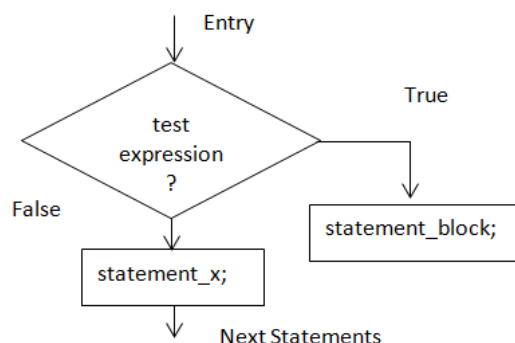 Entry
True
test
expression
?
False
statement_block;
statement_x;
Next Statements